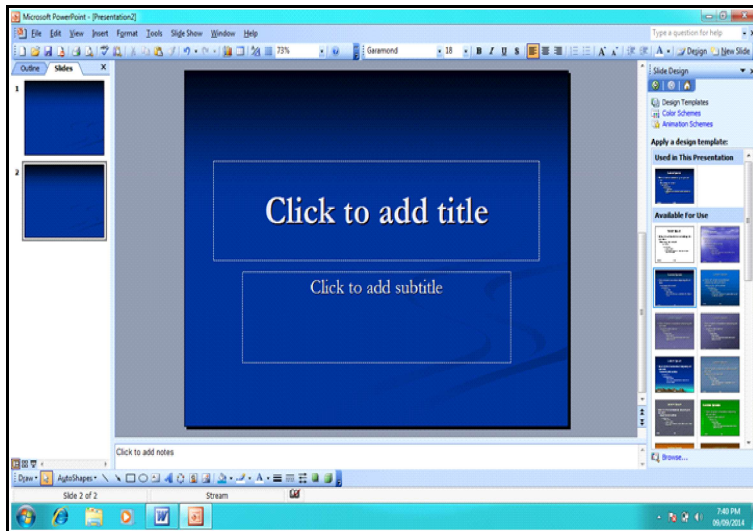 Microsoft PowerPoint - [Presentation2]
File Edit View Insert Format Tools Slide Show Window Help
Type a question for help
73%
Garamond
18
B I U S
Design New Slide
Outline Slides X
1
2
Click to add title
Click to add subtitle
Slide Design
Design Templates
Color Schemes
Animation Schemes
Apply a design template:
Used in This Presentation
Available For Use
Browse...
Click to add notes
Draw AutoShapes
Slide 2 of 2
Stream
7:40 PM
09/09/2014